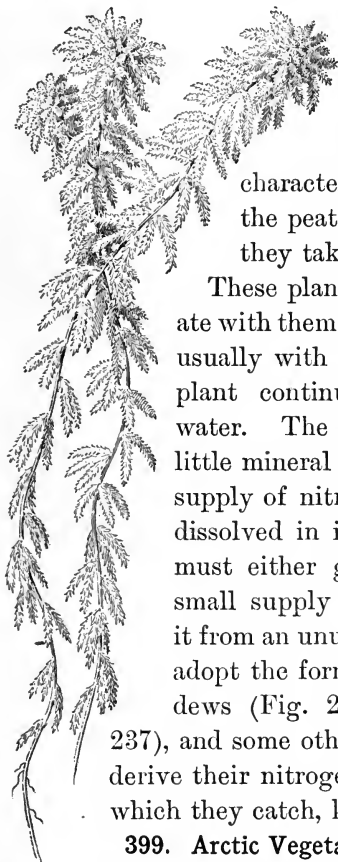 characte
the peat
they tak
These plan
ate with them
usually with
plant continu
water. The
little mineral
supply of nitr
dissolved in i
must either g
small supply
it from an unu
adopt the form
dews (Fig. 2
237), and some oth
derive their nitroge
which they catch, k
399. Arctic Vegeta